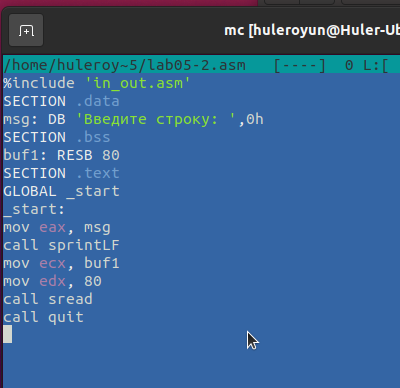 mc [huleroyun@Huler-Ub
/home/huleroy~5/lab05-2.asm [----] 0 L:[
%include 'in_out.asm'
SECTION .data
msg: DB 'Введите строку: ',0h
SECTION .bss
buf1: RESB 80
SECTION .text
GLOBAL _start
_start:
mov eax, msg
call sprintLF
mov ecx, buf1
mov edx, 80
call sread
call quit